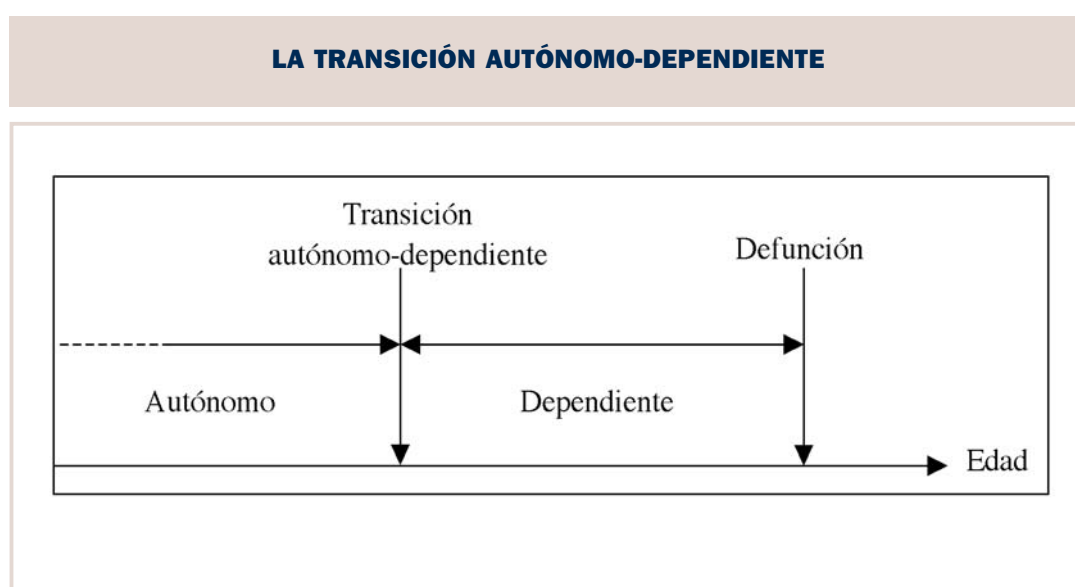 LA TRANSICIÓN AUTÓNOMO-DEPENDIENTE
Transición
autónomo-dependiente
Defunción
Autónomo
Dependiente
Edad